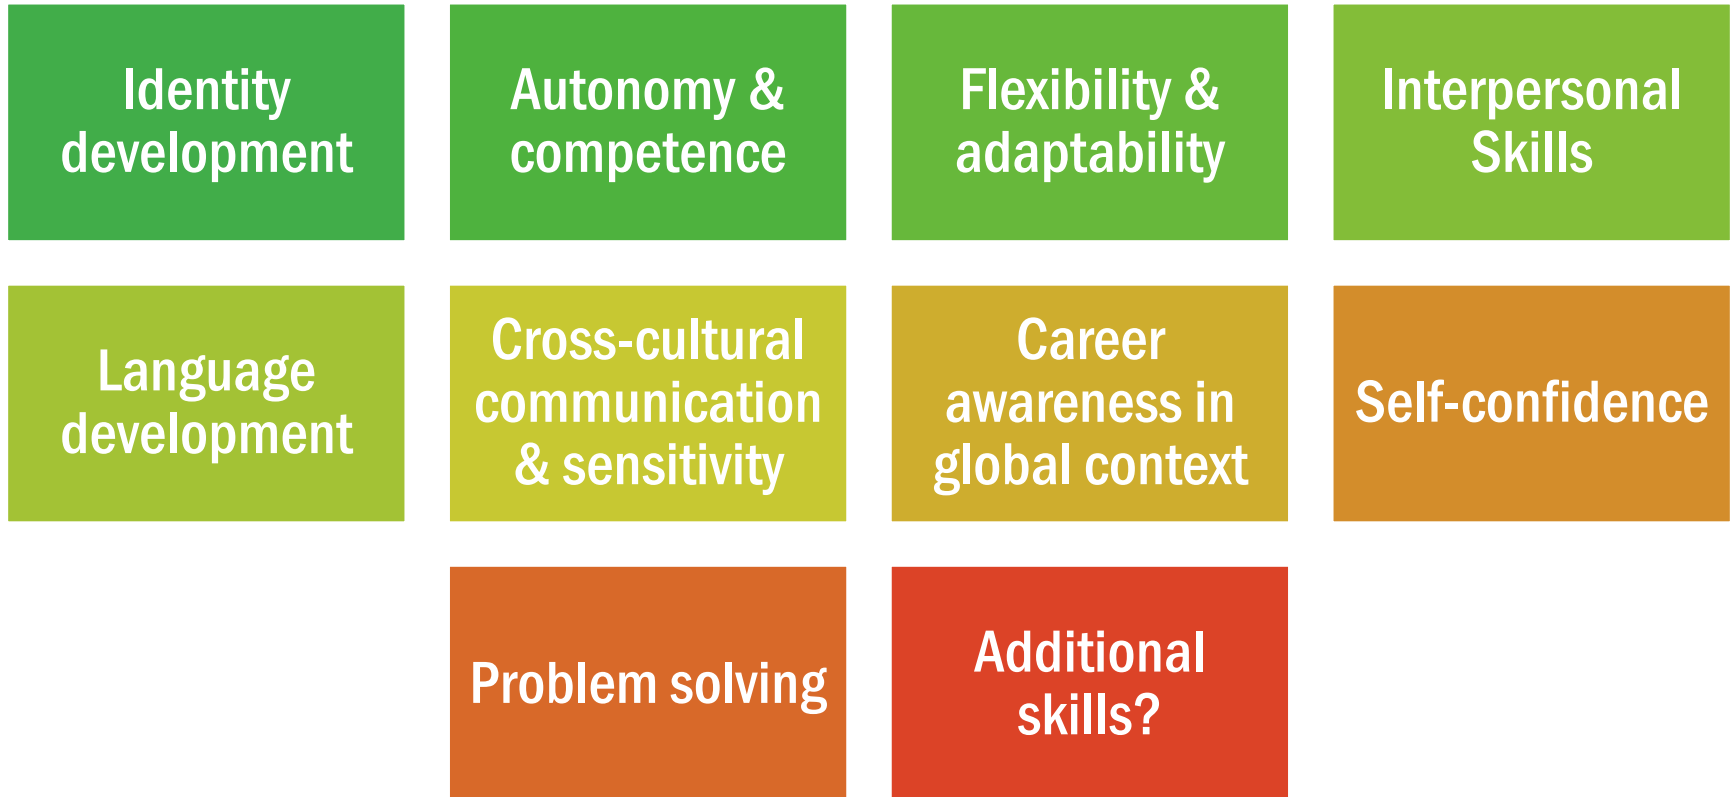 Identity
development
Autonomy &
competence
Flexibility &
adaptability
Interpersonal
Skills
Language
development
Cross-cultural
communication
& sensitivity
Career
awareness in
global context
Self-confidence
Problem solving
Additional
skills?